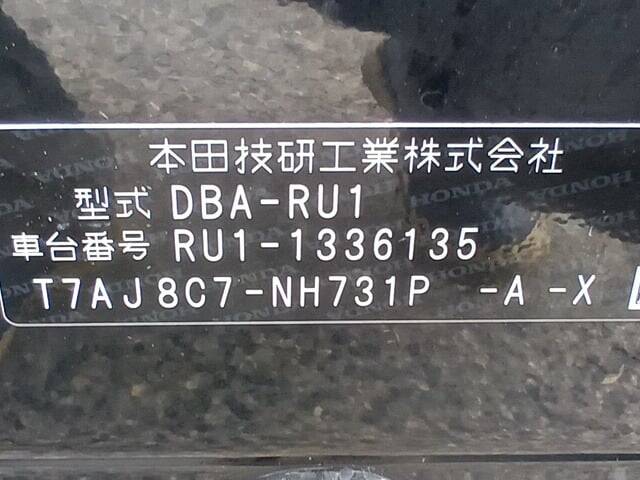 本田技研工業株式会社
型式 DBA-RU1
車台番号 RU1-1336135
T7AJ8C7-NH731P -A -X